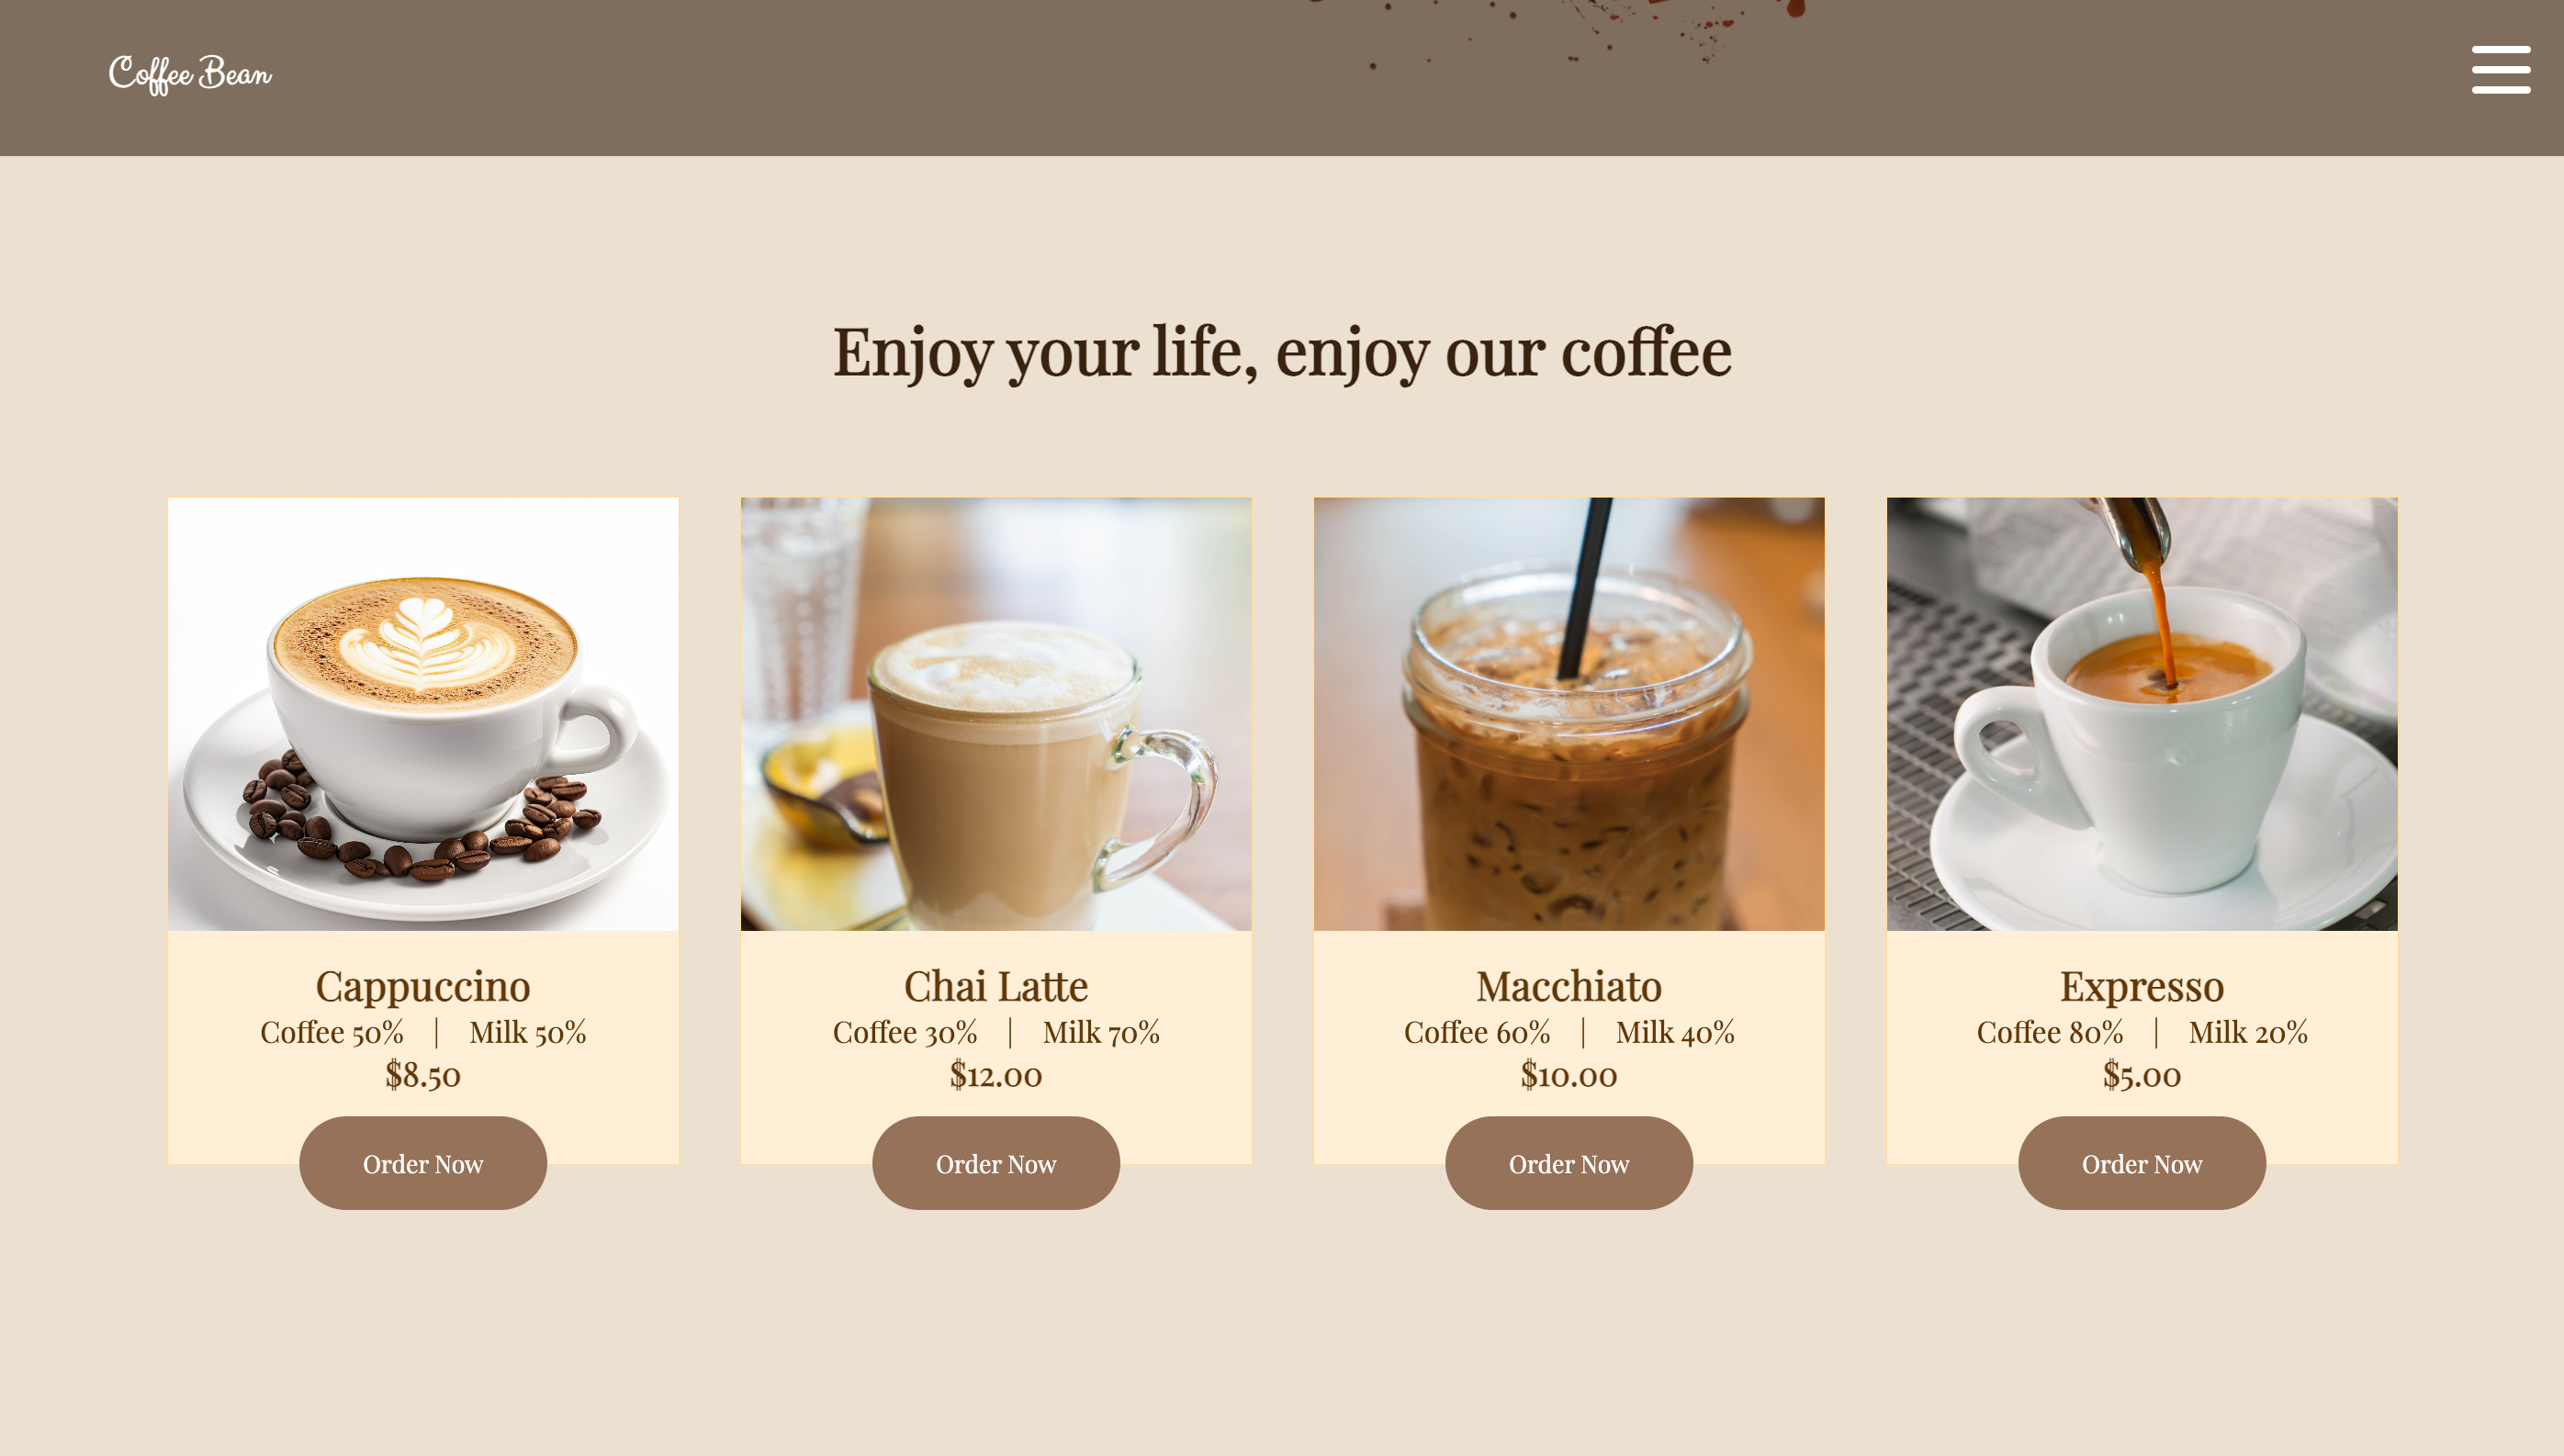 Coffee Bean
Enjoy your life, enjoy our coffee
Cappuccino
Coffee 50% | Milk 50%
$8.50
Order Now
Chai Latte
Coffee 30% | Milk 70%
$12.00
Order Now
Macchiato
Coffee 60% | Milk 40%
$10.00
Order Now
Expresso
Coffee 80% | Milk 20%
$5.00
Order Now